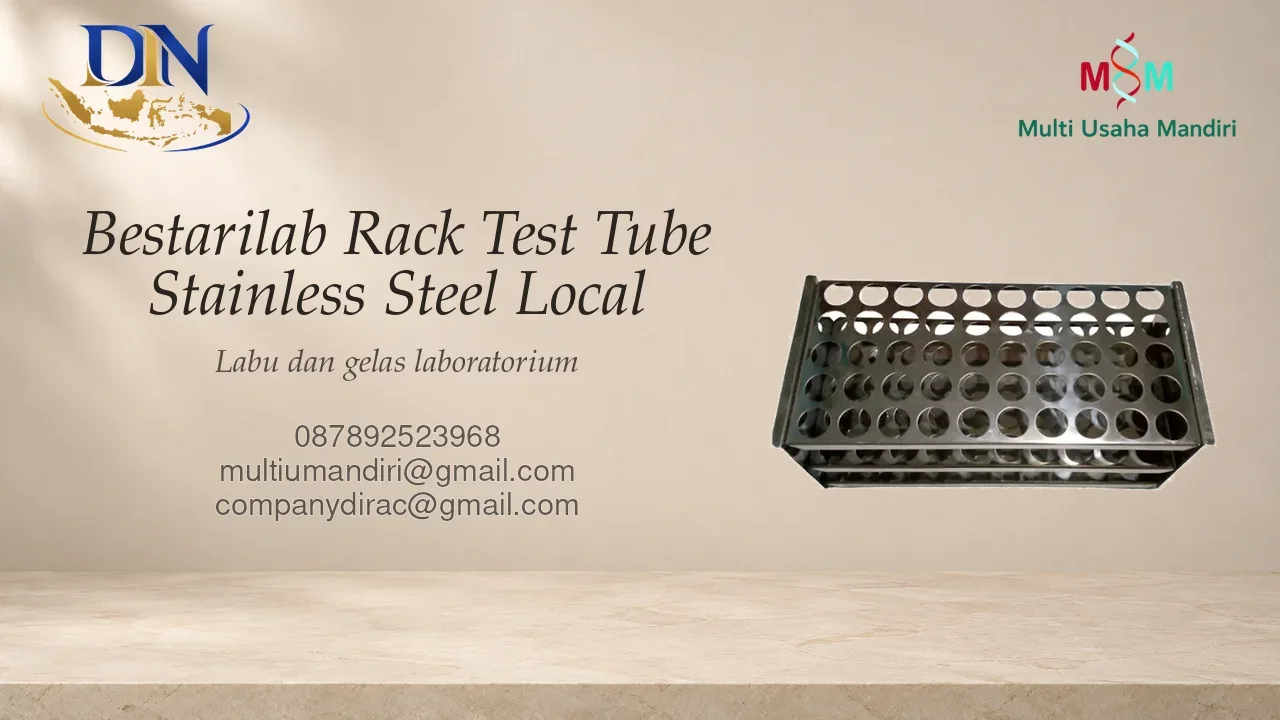 DN
M M
Multi Usaha Mandiri
Bestarilab Rack Test Tube
Stainless Steel Local
Labu dan gelas laboratorium
087892523968
multiumandiri@gmail.com
companydirac@gmail.com